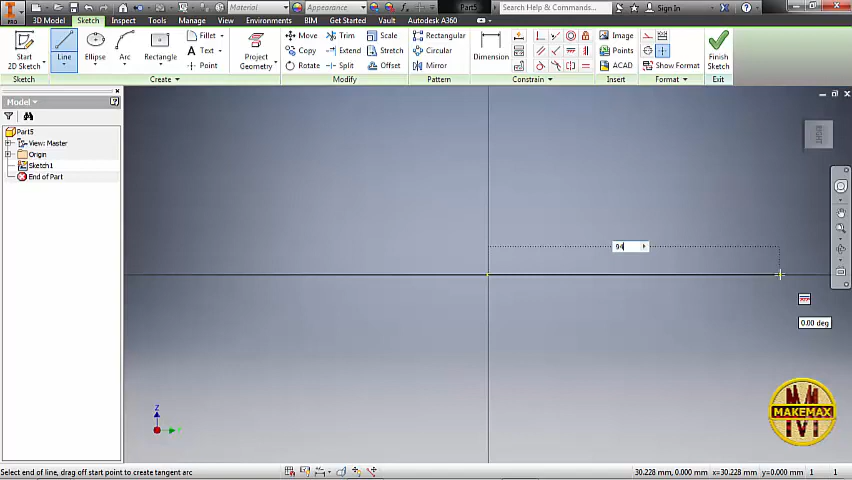 PRO
Material
Appearance
Part5
Search Help & Commands...
Sign In
3D Model
Sketch
Inspect
Tools
Manage
View
Environments
BIM
Get Started
Vault
Autodesk A360
Start
2D Sketch
Line
Ellipse
Arc
Rectangle
Fillet
Text
Point
Project
Geometry
Move
Trim
Scale
Copy
Extend
Stretch
Rotate
Split
Offset
Rectangular
Circular
Mirror
Dimension
Image
Points
ACAD
Show Format
Finish
Sketch
Sketch
Create
Modify
Pattern
Constrain
Insert
Format
Exit
Model
Part5
View: Master
Origin
Sketch1
End of Part
RIGHT
94
0.00 deg
Z
Y
MAKEMAX
Select end of line, drag off start point to create tangent arc
30.228 mm, 0.000 mm
x=30.228 mm
y=0.000 mm
1
1